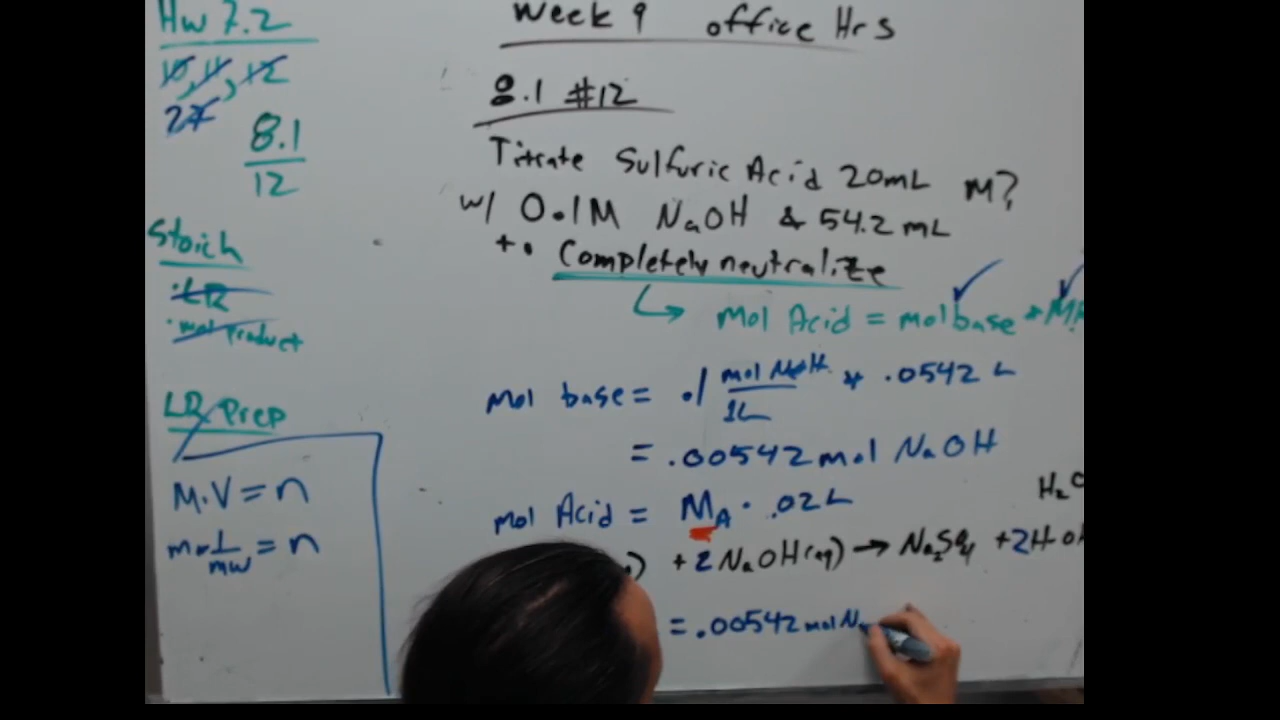 Hw 7.2
10, 11, 12
27
8.1
12
Stoich
• LR
• mol product
LR Prep
M.V = n
m • 1/mw = n
Week 9 office Hrs
8.1 #12
Titrate Sulfuric Acid 20mL M?
w/ 0.1M NaOH & 54.2 mL
to Completely neutralize
↳ mol Acid = mol base *
mol base = .1 mol NaOH/1L * .0542 L
= .00542 mol NaOH
mol Acid = M_A · .02L
) + 2 NaOH(aq) → Na₂SO₄ + 2H OH
= .00542 mol Na